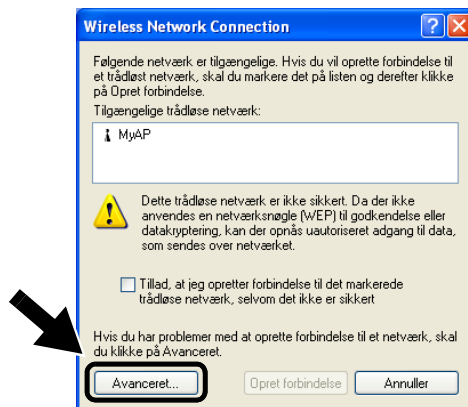 Wireless Network Connection
Følgende netværk er tilgængelige. Hvis du vil oprette forbindelse til
et trådløst netværk, skal du markere det på listen og derefter klikke
på Opret forbindelse.
Tilgængelige trådløse netværk:
MyAP
Dette trådløse netværk er ikke sikkert. Da der ikke
anvendes en netværksnøgle (WEP) til godkendelse eller
datakryptering, kan der opnås uautoriseret adgang til data,
som sendes over netværket.
Tillad, at jeg opretter forbindelse til det markerede
trådløse netværk, selvom det ikke er sikkert
Hvis du har problemer med at oprette forbindelse til et netværk, skal
du klikke på Avanceret.
Avanceret... Opret forbindelse Annuller